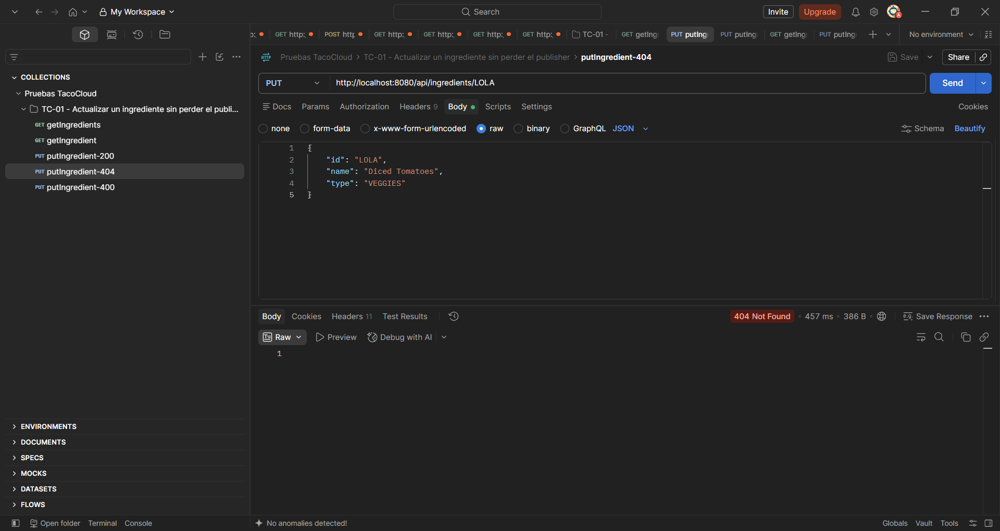 My Workspace
Search
Invite
Upgrade
GET http:
POST http
GET http:
GET http:
GET http:
GET http:
TC-01 -
GET getIng
PUT putIng
PUT putIng
GET getIng
PUT putIng
No environment
Pruebas TacoCloud > TC-01 - Actualizar un ingrediente sin perder el publisher > putIngredient-404
Save
Share
COLLECTIONS
Pruebas TacoCloud
TC-01 - Actualizar un ingrediente sin perder el publi...
GET getIngredients
GET getIngredient
PUT putIngredient-200
PUT putIngredient-404
PUT putIngredient-400
ENVIRONMENTS
DOCUMENTS
SPECS
MOCKS
DATASETS
FLOWS
PUT
http://localhost:8080/api/ingredients/LOLA
Send
Docs Params Authorization Headers 9 Body Scripts Settings
Cookies
none form-data x-www-form-urlencoded raw binary GraphQL JSON
Schema Beautify
1 {
2 "id": "LOLA",
3 "name": "Diced Tomatoes",
4 "type": "VEGGIES"
5 }
Body Cookies Headers 11 Test Results
404 Not Found • 457 ms • 386 B
e.g. Save Response
Raw Preview Debug with AI
1
Open folder Terminal Console
No anomalies detected!
Globals Vault Tools